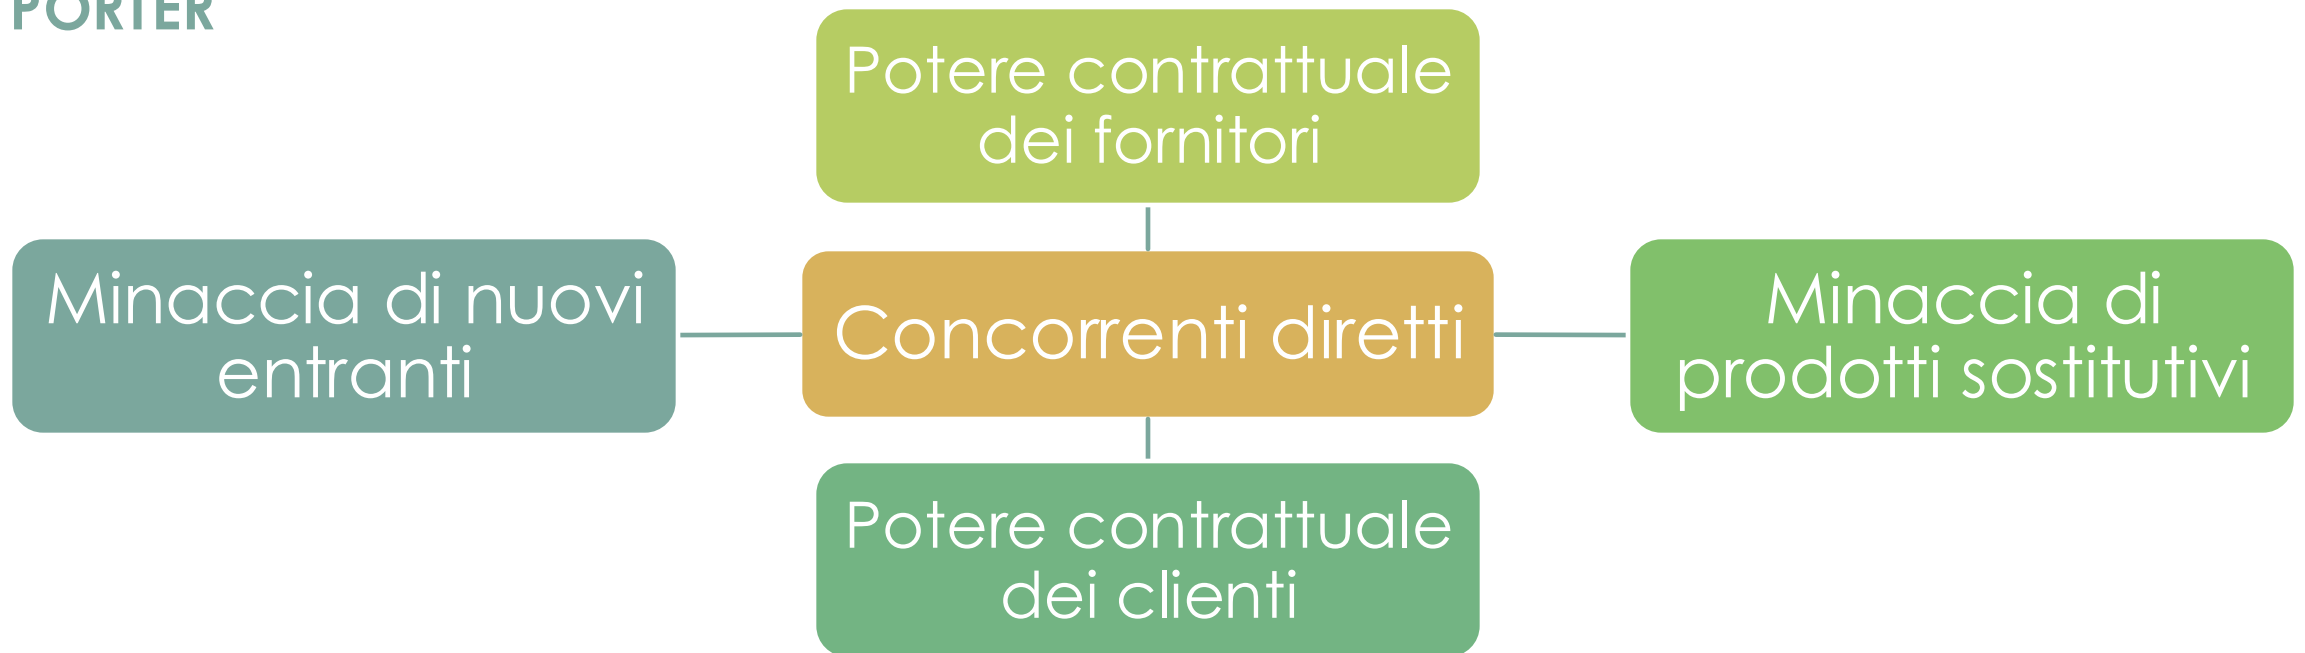 PORTER
Potere contrattuale
dei fornitori
Minaccia di nuovi
entranti
Concorrenti diretti
Minaccia di
prodotti sostitutivi
Potere contrattuale
dei clienti